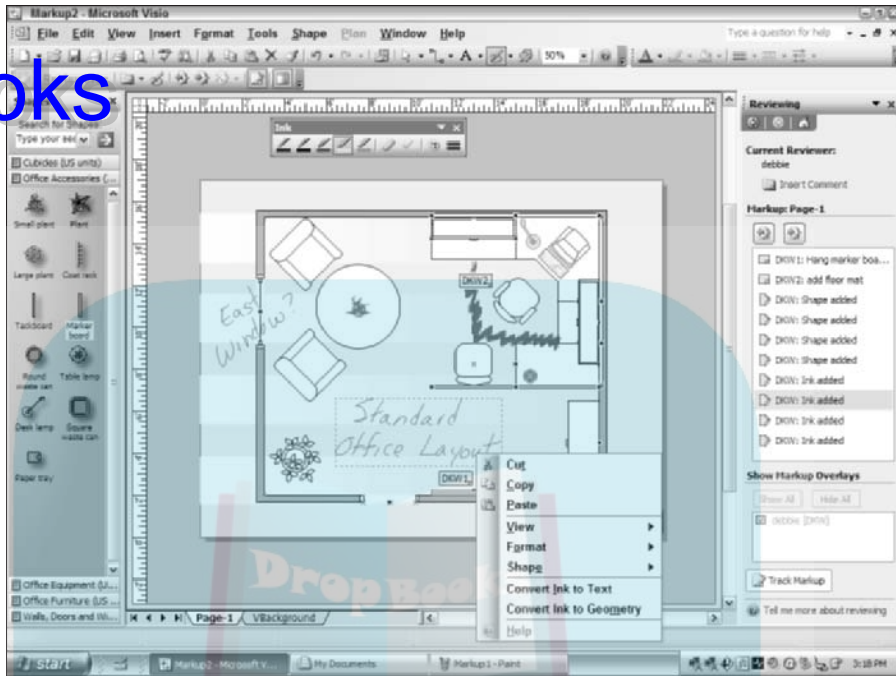 Markup2 - Microsoft Visio
File Edit View Insert Format Tools Shape Plan Window Help
Type a question for help
50%
oks
Search for Shapes:
Cubicles (US units)
Office Accessories (...
Small plant Plant
Large plant Coat rack
Tackboard Marker board
Round waste can Table lamp
Desk lamp Square waste can
Paper tray
Office Equipment (U...
Office Furniture (US ...
Walls, Doors and Wi...
Ink
East
Window?
DKW2
Standard
Office Layout
DKW1
Cut
Copy
Paste
View
Format
Shape
Convert Ink to Text
Convert Ink to Geometry
Help
Drop Books
Page-1 VBackground
Reviewing
Current Reviewer:
debbie
Insert Comment
Markup: Page-1
DKW1: Hang marker boa...
DKW2: add floor mat
DKW: Shape added
DKW: Shape added
DKW: Shape added
DKW: Shape added
DKW: Ink added
DKW: Ink added
DKW: Ink added
DKW: Ink added
Show Markup Overlays
Show All Hide All
debbie [DKW]
Track Markup
Tell me more about reviewing
start
Markup2 - Microsoft V...
My Documents
Markup1 - Paint
3:18 PM